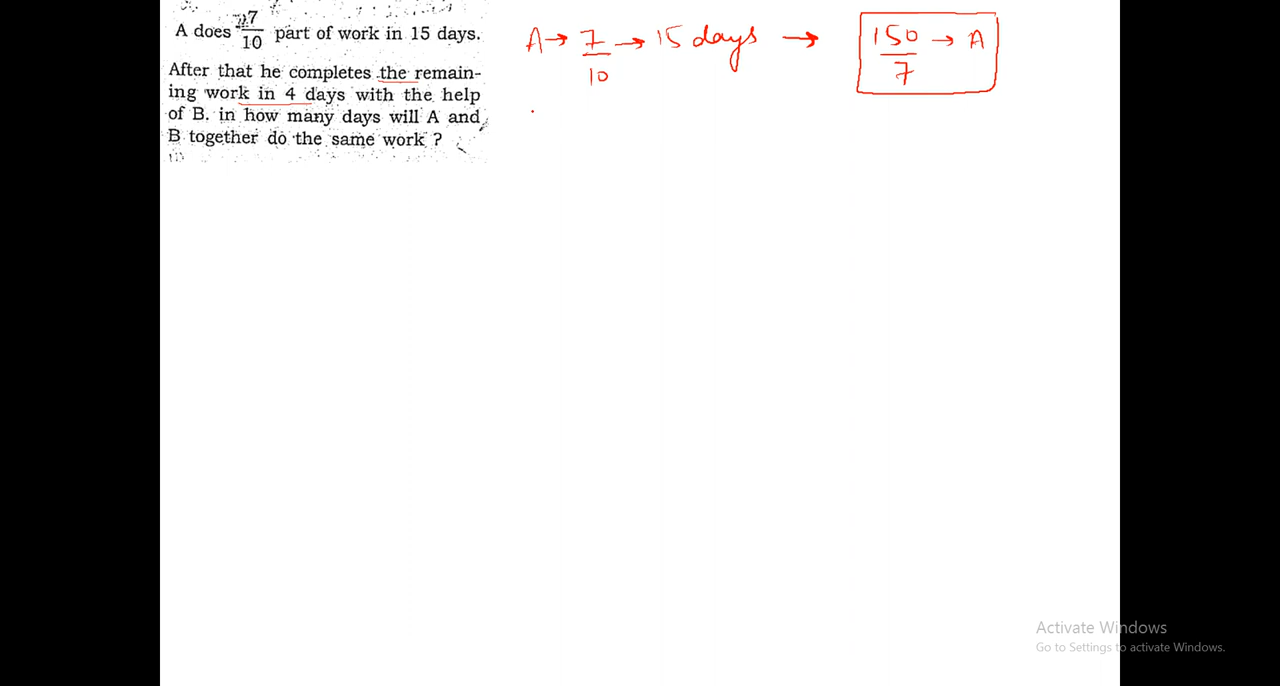 A does 7/10 part of work in 15 days.
After that he completes the remain-
ing work in 4 days with the help
of B. in how many days will A and
B together do the same work ?
A → 7/10 → 15 days → 150/7 → A
Activate Windows
Go to Settings to activate Windows.